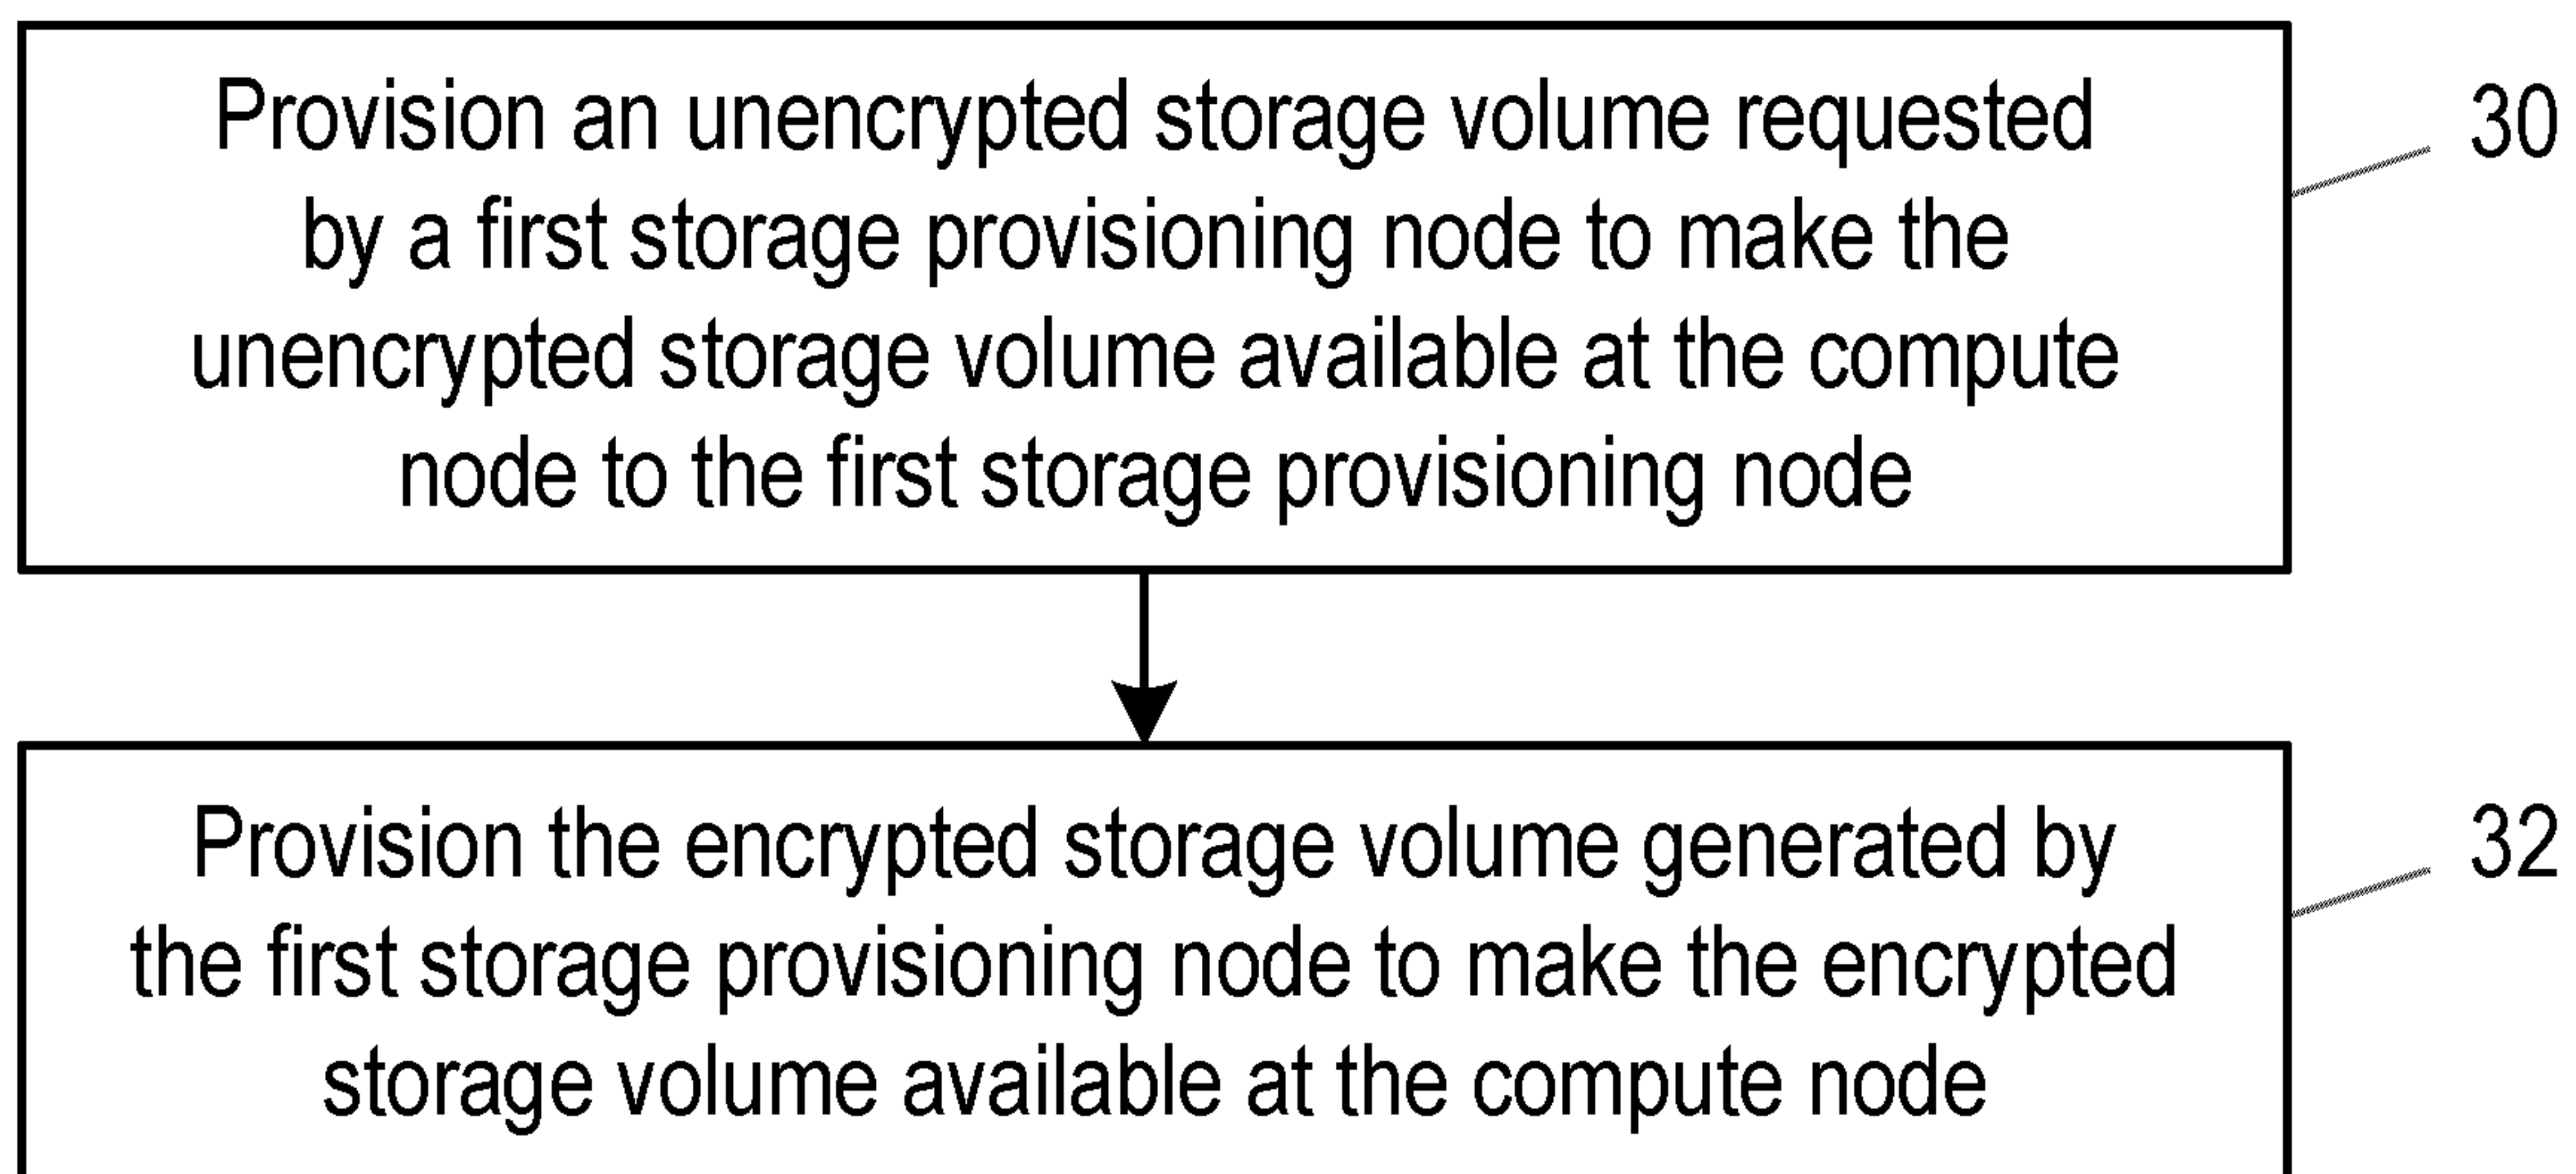 Provision an unencrypted storage volume requested
by a first storage provisioning node to make the
unencrypted storage volume available at the compute
node to the first storage provisioning node
30
Provision the encrypted storage volume generated by
the first storage provisioning node to make the encrypted
storage volume available at the compute node
32